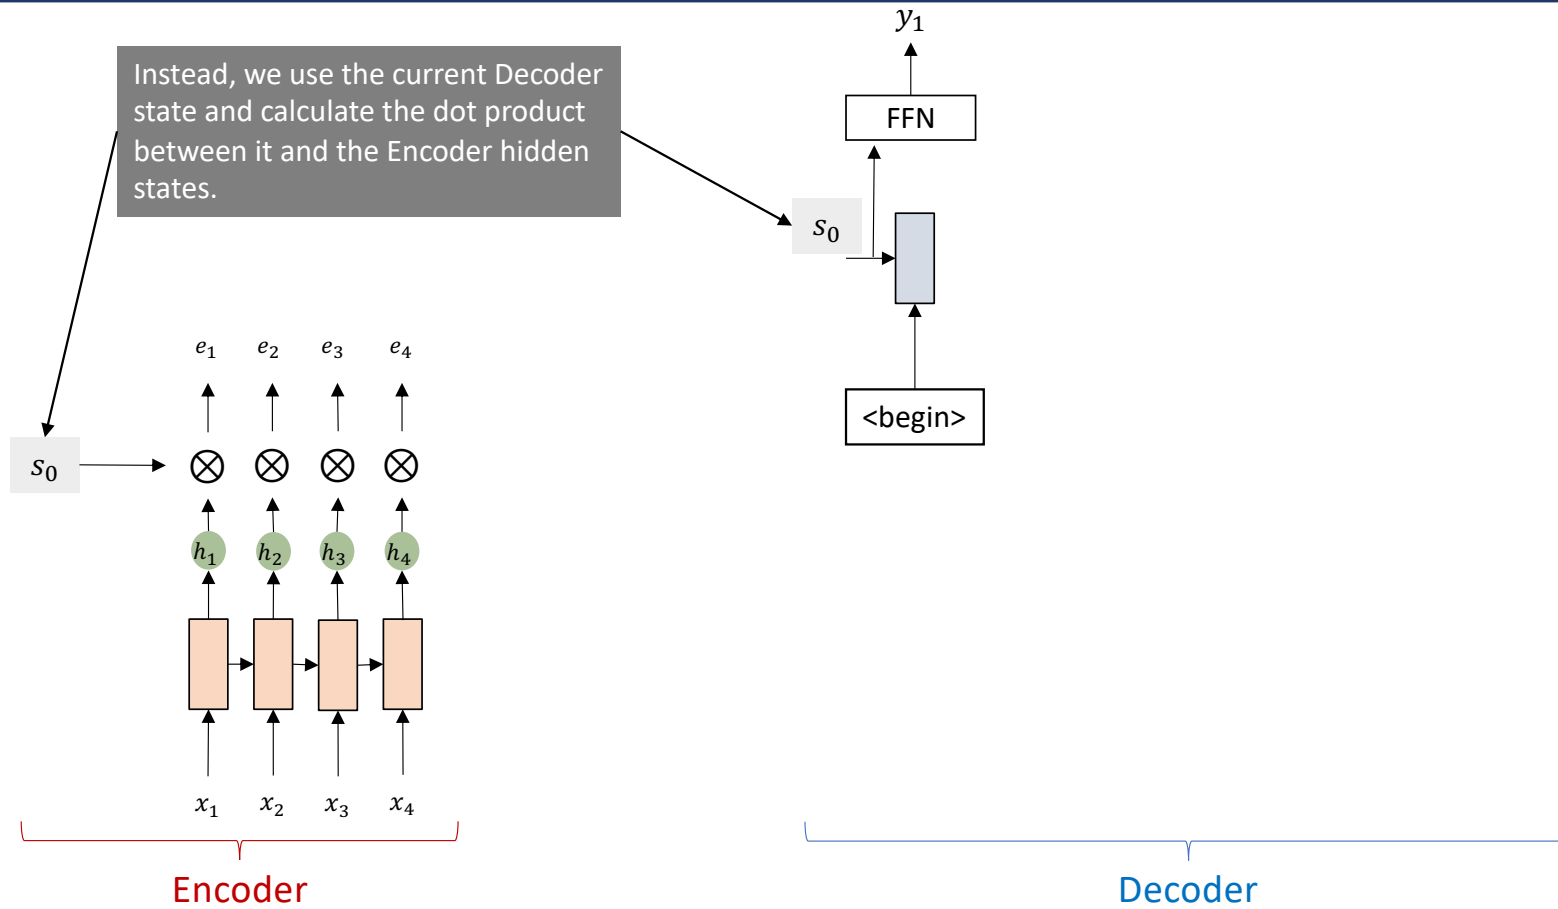 y₁
Instead, we use the current Decoder
state and calculate the dot product
between it and the Encoder hidden
states.
FFN
s₀
<begin>
e₁ e₂ e₃ e₄
s₀
h₁ h₂ h₃ h₄
x₁ x₂ x₃ x₄
Encoder
Decoder